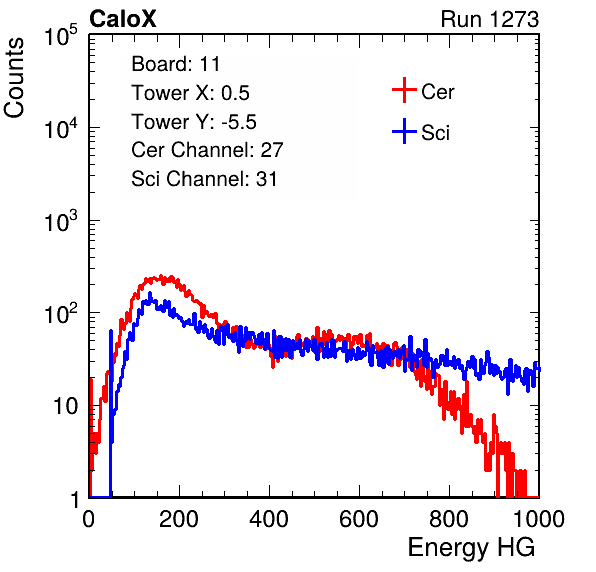 CaloX Run 1273
Counts
10^5
10^4
10^3
10^2
10
1
Board: 11
Tower X: 0.5
Tower Y: -5.5
Cer Channel: 27
Sci Channel: 31
Cer
Sci
0 200 400 600 800 1000
Energy HG